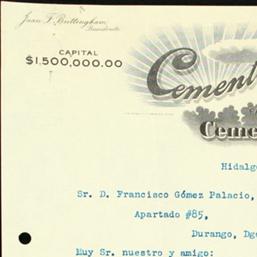 Juan F. Brittingham,
Presidente
CAPITAL
$1.500,000.00
Cement
Ceme
Hidalgo
Sr. D. Francisco Gómez Palacio,
Apartado #85,
Durango, Dgo
Muy Sr. nuestro y amigo: